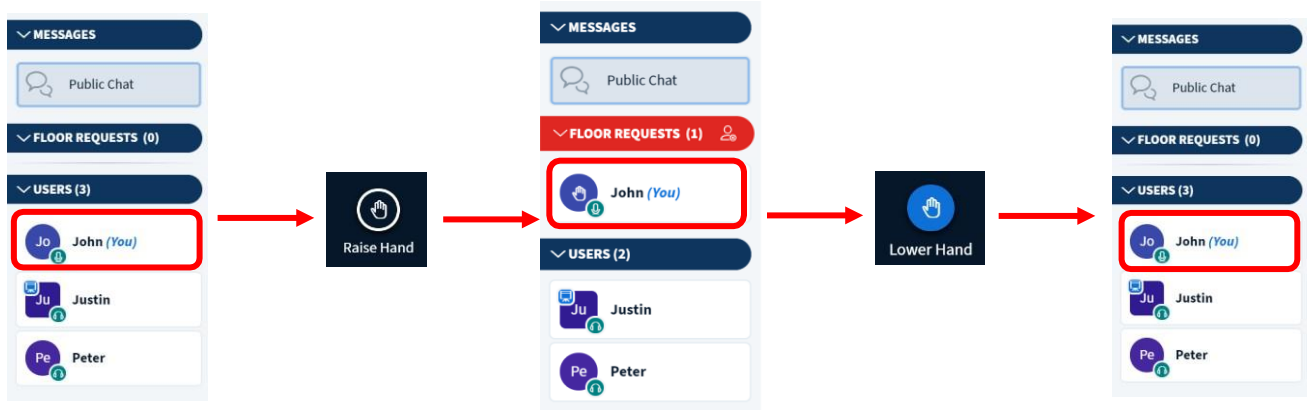 MESSAGES
Public Chat
FLOOR REQUESTS (0)
USERS (3)
Jo John (You)
Ju Justin
Pe Peter
Raise Hand
MESSAGES
Public Chat
FLOOR REQUESTS (1)
John (You)
USERS (2)
Ju Justin
Pe Peter
Lower Hand
MESSAGES
Public Chat
FLOOR REQUESTS (0)
USERS (3)
Jo John (You)
Ju Justin
Pe Peter